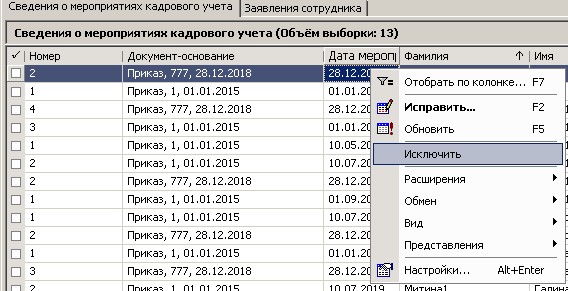 Сведения о мероприятиях кадрового учета	Заявления сотрудника
Сведения о мероприятиях кадрового учета (Объём выборки: 13)
✓ Номер	Документ-основание	Дата мероп	Фамилия ↑	Имя
2	Приказ, 777, 28.12.2018	28.12.20
1	Приказ, 1, 01.01.2015	01.01.20
4	Приказ, 777, 28.12.2018	28.12.20
3	Приказ, 1, 01.01.2015	01.01.20
1	Приказ, 1, 01.01.2015	10.05.20
2	Приказ, 777, 28.12.2018	10.07.20
2	Приказ, 777, 28.12.2018	28.12.20
1	Приказ, 1, 01.01.2015	01.09.20
1	Приказ, 1, 01.01.2015	10.07.20
1	Приказ, 1, 01.01.2015	01.01.20
3	Приказ, 777, 28.12.2018	28.12.20
2	Приказ, 1, 01.01.2015	10.07.2019	Митина1	Галина
Отобрать по колонке... F7
Исправить... F2
Обновить F5
Исключить
Расширения
Обмен
Вид
Представления
Настройки... Alt+Enter